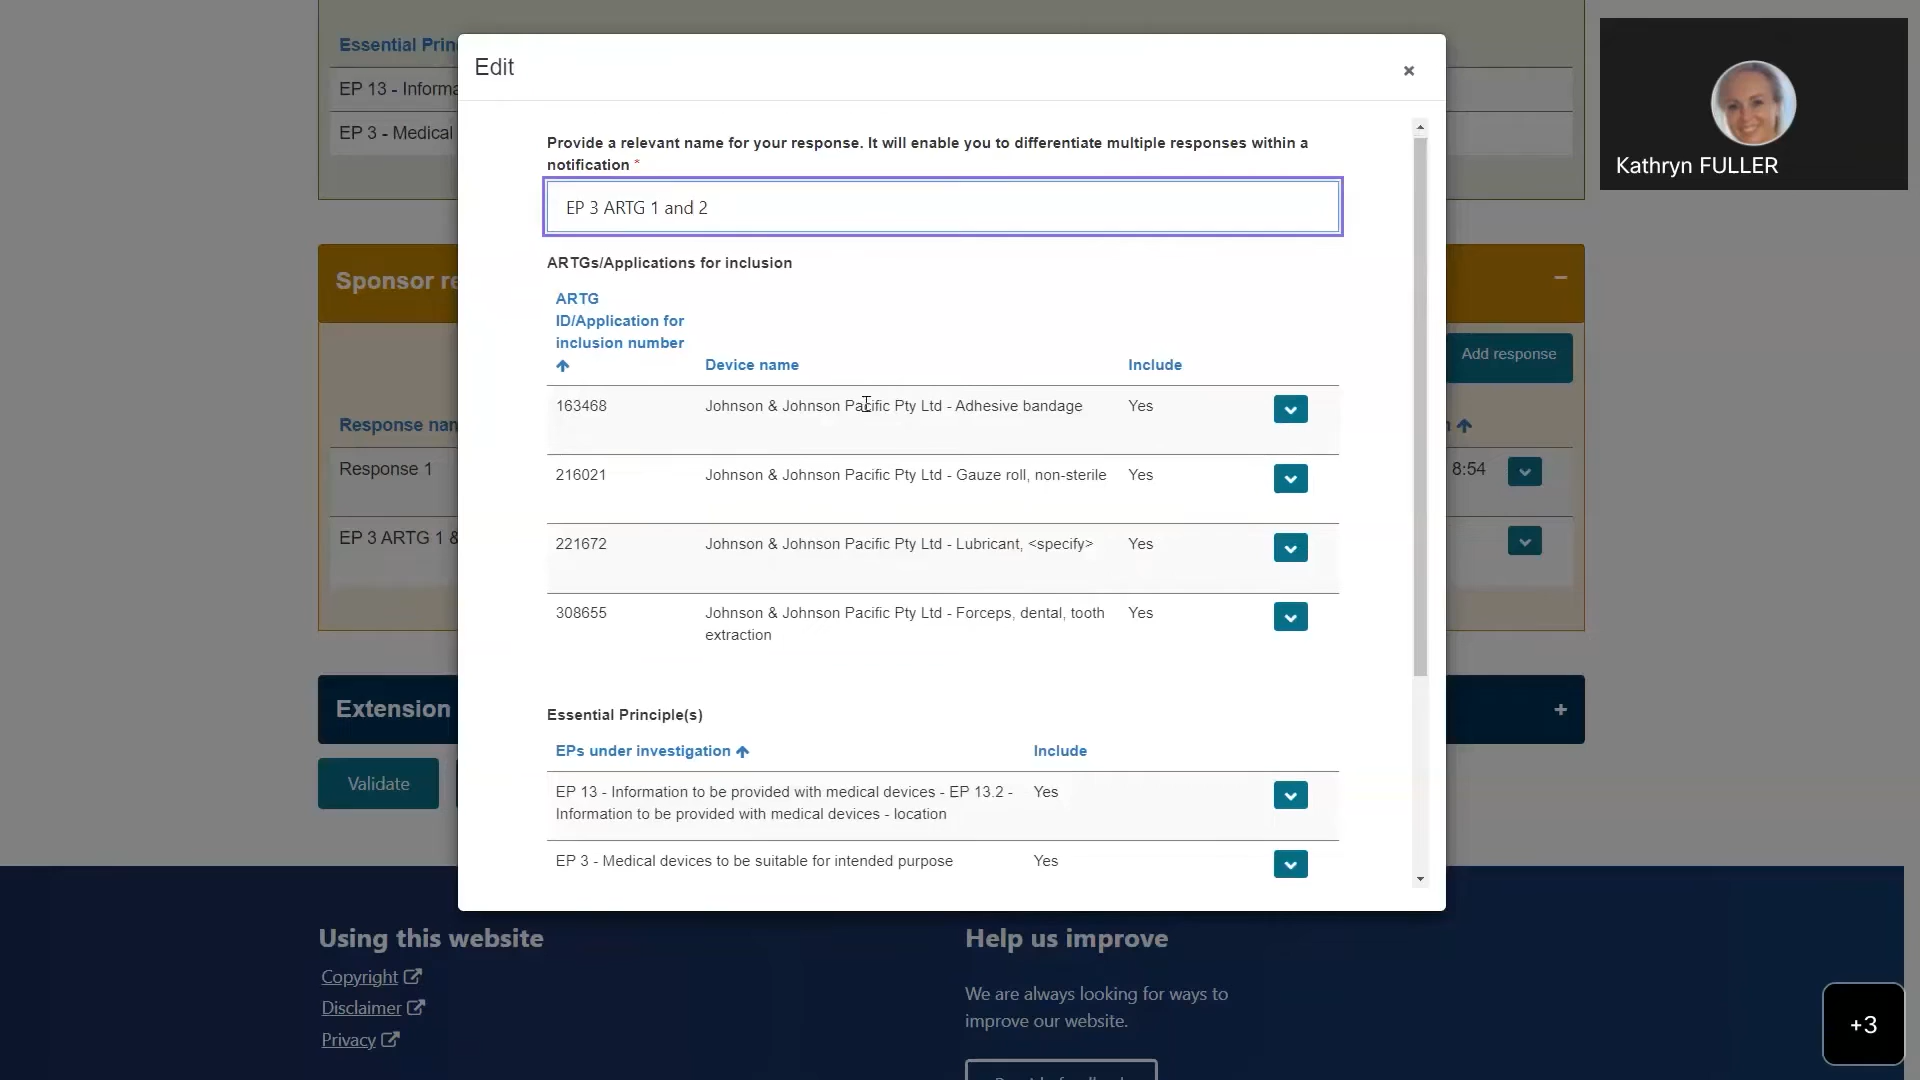 Essential Prin
EP 13 - Informa
EP 3 - Medical
Sponsor re
Add response
Response nan
Response 1
8:54
EP 3 ARTG 1 &
Extension
Validate
Edit
Provide a relevant name for your response. It will enable you to differentiate multiple responses within a
notification *
EP 3 ARTG 1 and 2
ARTGs/Applications for inclusion
ARTG
ID/Application for
inclusion number
Device name
Include
163468 Johnson & Johnson Pacific Pty Ltd - Adhesive bandage Yes
216021 Johnson & Johnson Pacific Pty Ltd - Gauze roll, non-sterile Yes
221672 Johnson & Johnson Pacific Pty Ltd - Lubricant, <specify> Yes
308655 Johnson & Johnson Pacific Pty Ltd - Forceps, dental, tooth Yes
extraction
Essential Principle(s)
EPs under investigation Include
EP 13 - Information to be provided with medical devices - EP 13.2 - Yes
Information to be provided with medical devices - location
EP 3 - Medical devices to be suitable for intended purpose Yes
Kathryn FULLER
Using this website
Copyright
Disclaimer
Privacy
Help us improve
We are always looking for ways to
improve our website.
+3